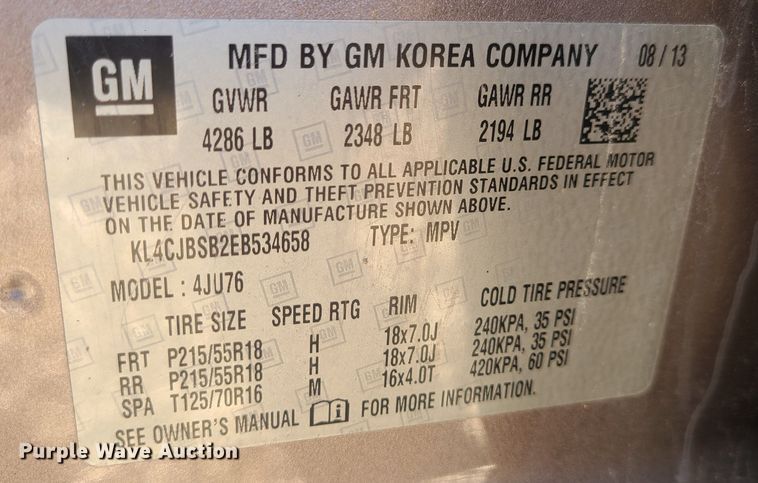 GM
MFD BY GM KOREA COMPANY 08 / 13
GVWR GAWR FRT GAWR RR
4286 LB 2348 LB 2194 LB
THIS VEHICLE CONFORMS TO ALL APPLICABLE U.S. FEDERAL MOTOR
VEHICLE SAFETY AND THEFT PREVENTION STANDARDS IN EFFECT
ON THE DATE OF MANUFACTURE SHOWN ABOVE.
KL4CJBSB2EB534658 TYPE: MPV
MODEL : 4JU76
TIRE SIZE SPEED RTG RIM COLD TIRE PRESSURE
FRT P215/55R18 H 18x7.0J 240KPA, 35 PSI
RR P215/55R18 H 18x7.0J 240KPA, 35 PSI
SPA T125/70R16 M 16x4.0T 420KPA, 60 PSI
SEE OWNER'S MANUAL i FOR MORE INFORMATION.
Purple Wave Auction